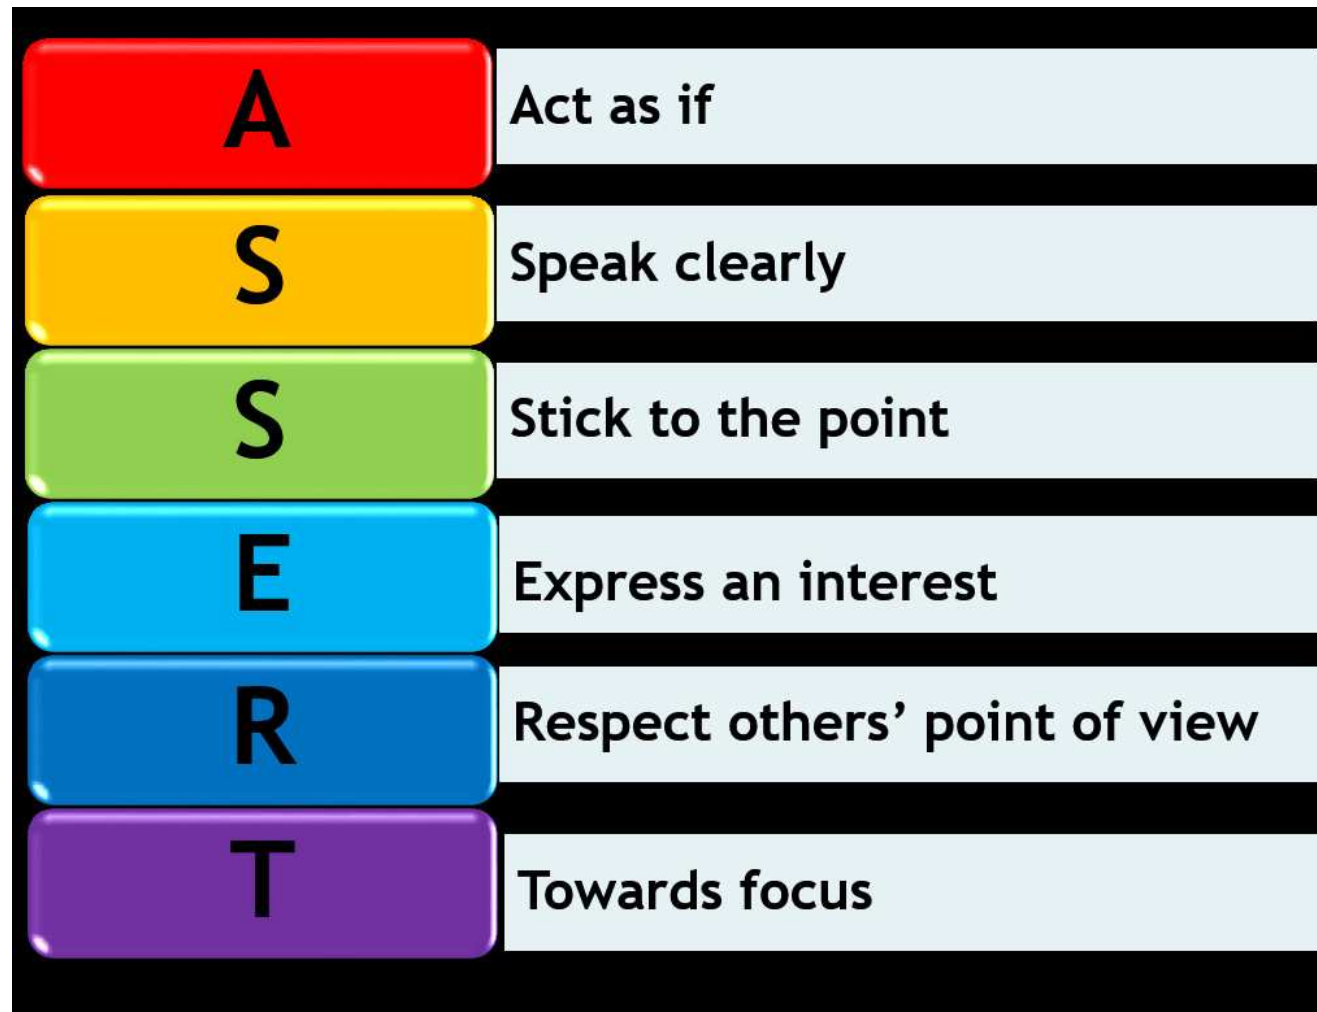 A Act as if
S Speak clearly
S Stick to the point
E Express an interest
R Respect others’ point of view
T Towards focus